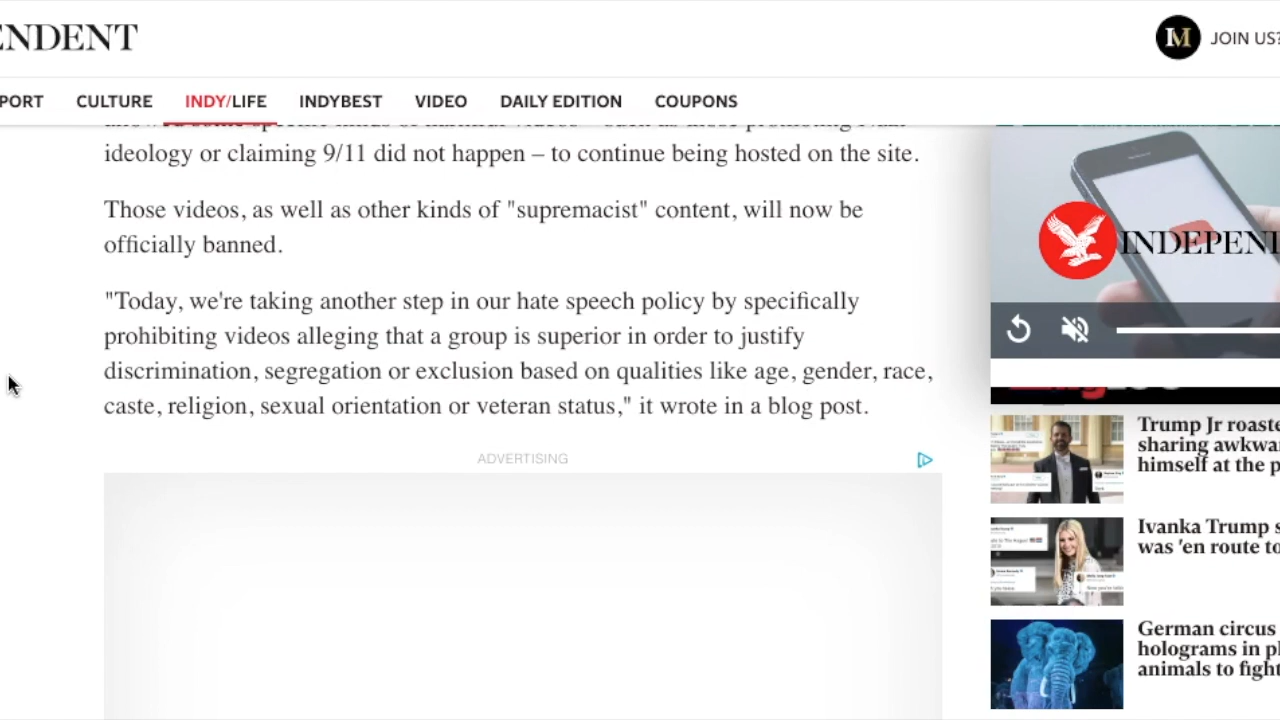 ENDENT
JOIN US?
PORT CULTURE INDY/LIFE INDYBEST VIDEO DAILY EDITION COUPONS
ideology or claiming 9/11 did not happen – to continue being hosted on the site.
Those videos, as well as other kinds of "supremacist" content, will now be
officially banned.
"Today, we're taking another step in our hate speech policy by specifically
prohibiting videos alleging that a group is superior in order to justify
discrimination, segregation or exclusion based on qualities like age, gender, race,
caste, religion, sexual orientation or veteran status," it wrote in a blog post.
ADVERTISING
INDEPEN
Trump Jr roaste
sharing awkwa
himself at the p
Ivanka Trump s
was 'en route to
German circus
holograms in pl
animals to fight